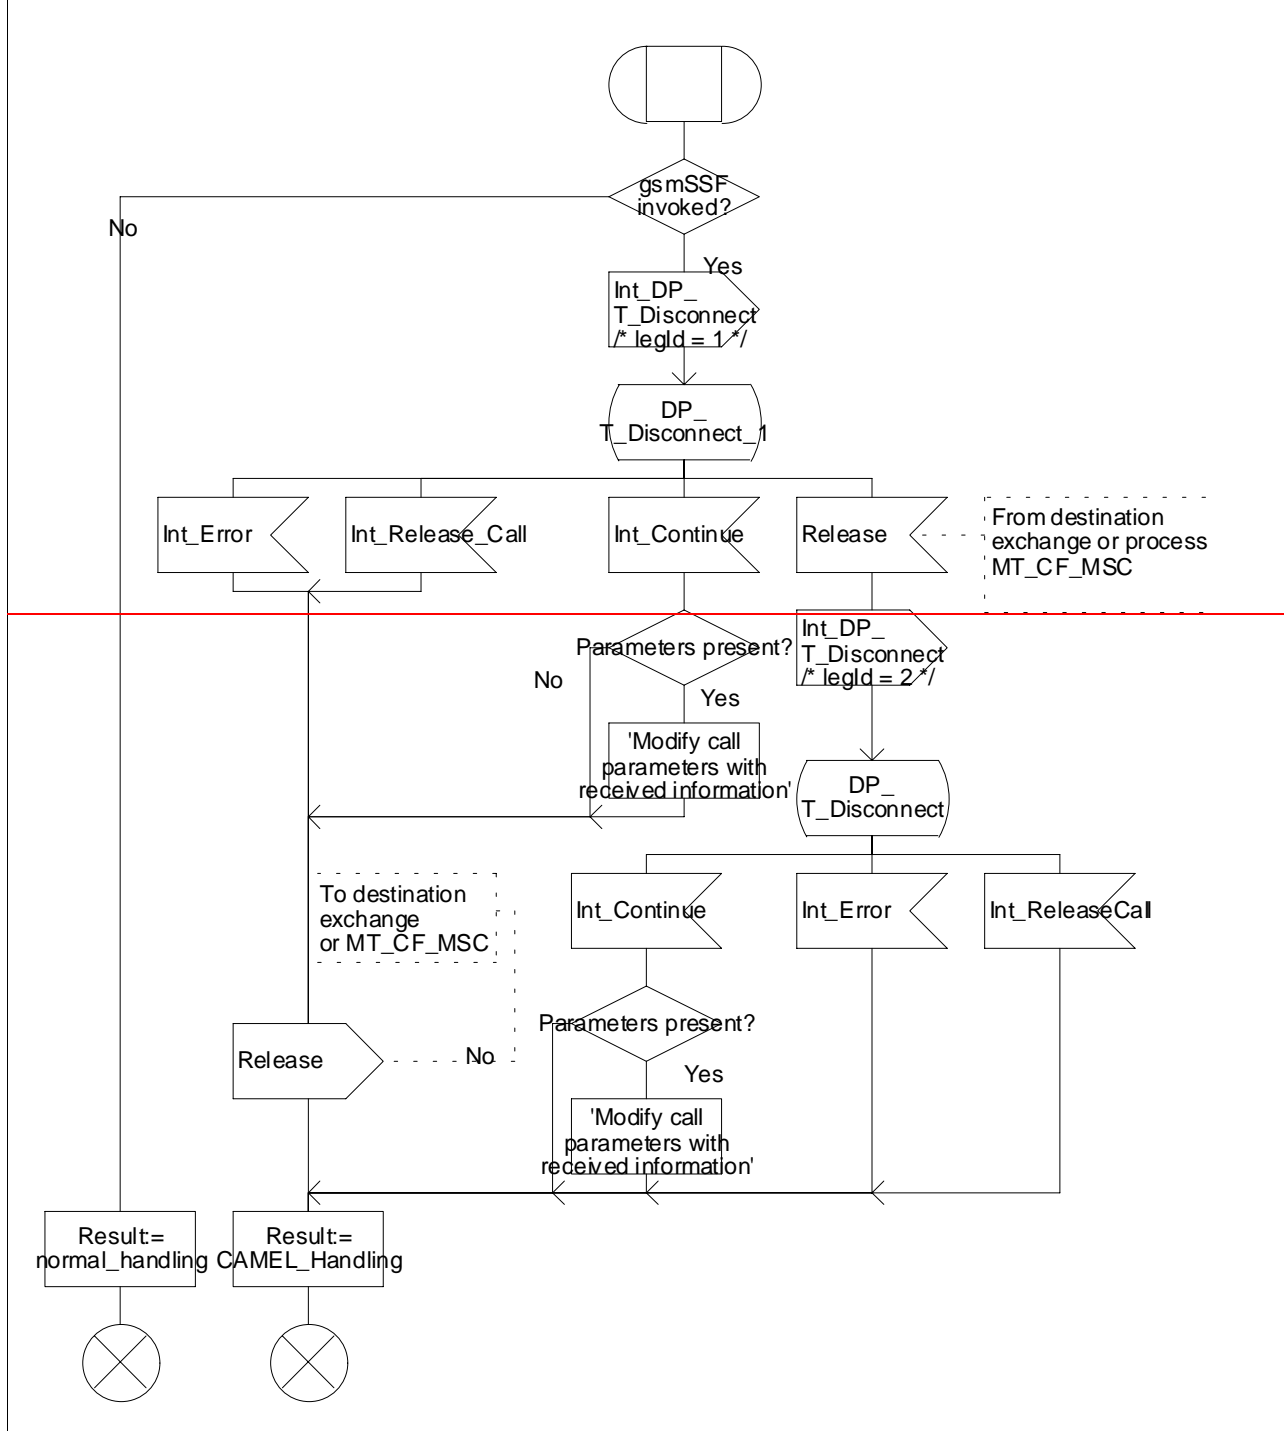 gsmSSF
invoked?
No
Yes
Int_DP_
T_Disconnect
/* legId = 1 */
DP_
T_Disconnect_1
Int_Error
Int_Release_Call
Int_Continue
Release
From destination
exchange or process
MT_CF_MSC
Parameters present?
No
Yes
Int_DP_
T_Disconnect
/* legId = 2 */
'Modify call
parameters with
received information'
DP_
T_Disconnect
To destination
exchange
or MT_CF_MSC
Int_Continue
Int_Error
Int_ReleaseCall
Parameters present?
Release
No
Yes
'Modify call
parameters with
received information'
Result:=
normal_handling
Result:=
CAMEL_Handling